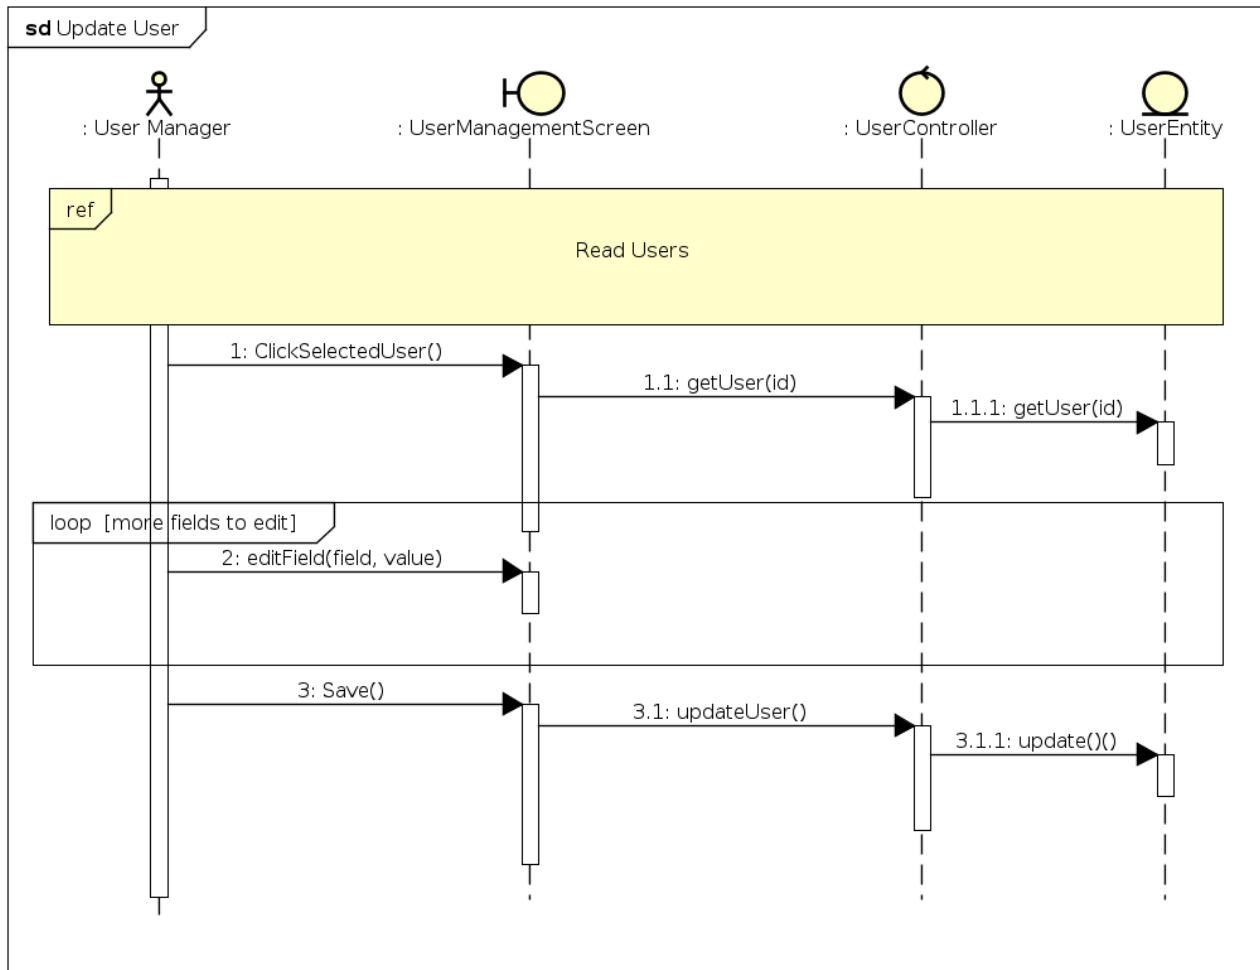 sd Update User
: User Manager
: UserManagementScreen
: UserController
: UserEntity
ref
Read Users
1: ClickSelectedUser()
1.1: getUser(id)
1.1.1: getUser(id)
loop [more fields to edit]
2: editField(field, value)
3: Save()
3.1: updateUser()
3.1.1: update()()